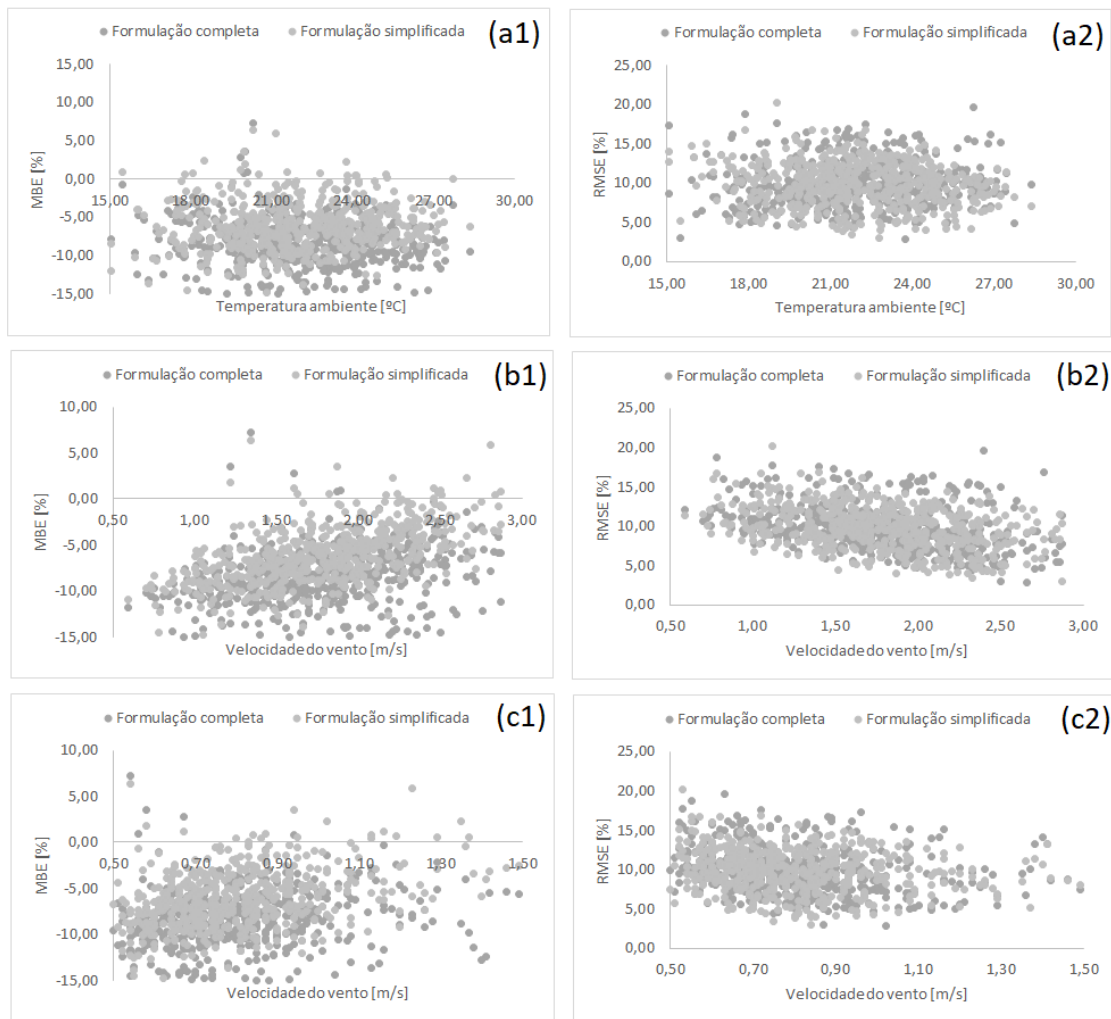 Formulação completa Formulação simplificada (a1)
15,00
10,00
5,00
0,00
-5,00
-10,00
-15,00
MBE [%]
15,00 18,00 21,00 24,00 27,00 30,00
Temperatura ambiente [ºC]
Formulação completa Formulação simplificada (a2)
25,00
20,00
15,00
10,00
5,00
0,00
RMSE [%]
15,00 18,00 21,00 24,00 27,00 30,00
Temperatura ambiente [ºC]
Formulação completa Formulação simplificada (b1)
10,00
5,00
0,00
-5,00
-10,00
-15,00
MBE [%]
0,50 1,00 1,50 2,00 2,50 3,00
Velocidade do vento [m/s]
Formulação completa Formulação simplificada (b2)
25,00
20,00
15,00
10,00
5,00
0,00
RMSE [%]
0,50 1,00 1,50 2,00 2,50 3,00
Velocidade do vento [m/s]
Formulação completa Formulação simplificada (c1)
10,00
5,00
0,00
-5,00
-10,00
-15,00
MBE [%]
0,50 0,70 0,90 1,10 1,30 1,50
Velocidade do vento [m/s]
Formulação completa Formulação simplificada (c2)
25,00
20,00
15,00
10,00
5,00
0,00
RMSE [%]
0,50 0,70 0,90 1,10 1,30 1,50
Velocidade do vento [m/s]